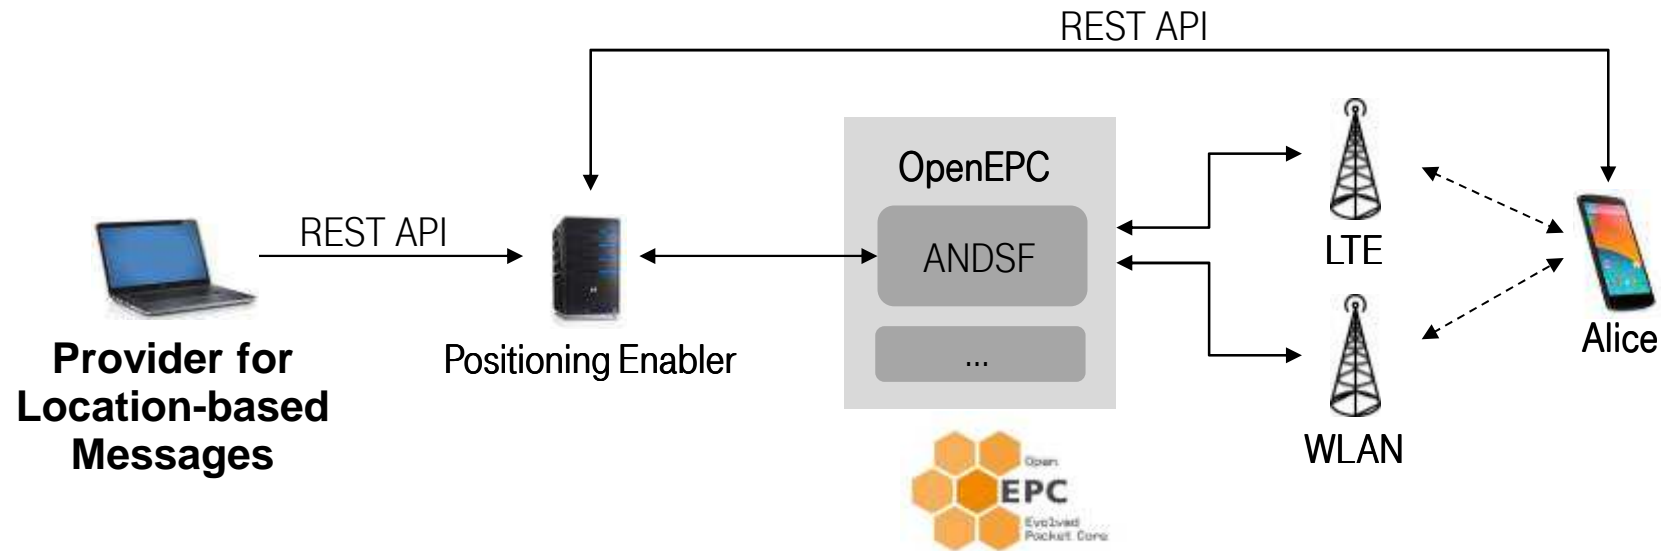 REST API
OpenEPC
REST API
ANDSF
LTE
Provider for
Location-based
Messages
Positioning Enabler
...
Alice
WLAN
Open
EPC
Evolved
Packet Core